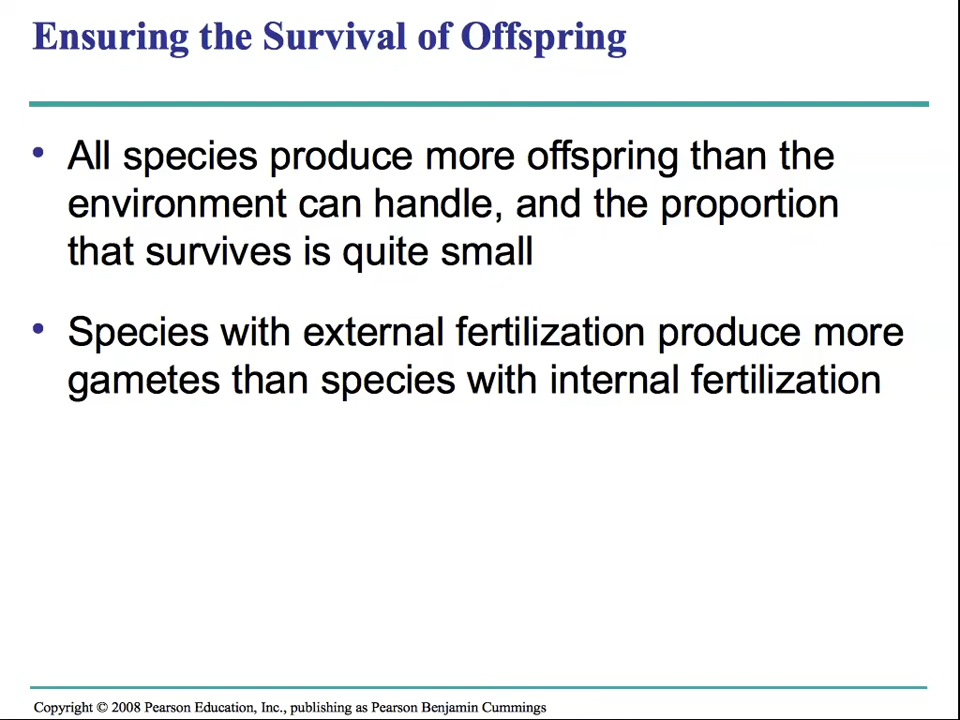 Ensuring the Survival of Offspring
• All species produce more offspring than the
environment can handle, and the proportion
that survives is quite small
• Species with external fertilization produce more
gametes than species with internal fertilization
Copyright © 2008 Pearson Education, Inc., publishing as Pearson Benjamin Cummings